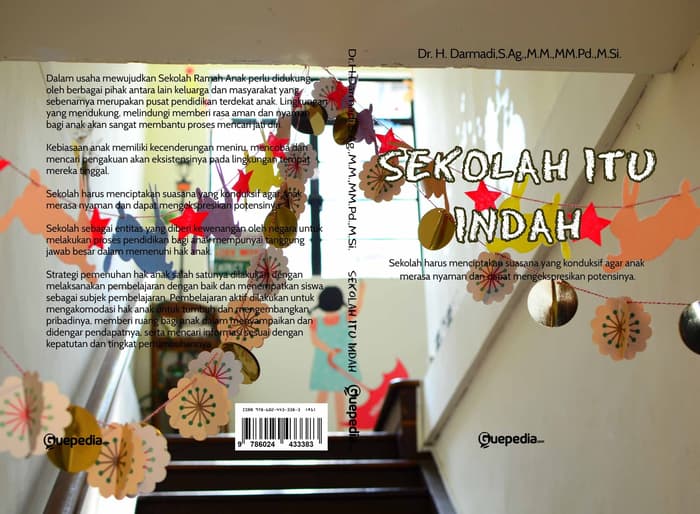 Dalam usaha mewujudkan Sekolah Ramah Anak perlu didukung
oleh berbagai pihak antara lain keluarga dan masyarakat yang
sebenarnya merupakan pusat pendidikan terdekat anak. Lingkungan
yang mendukung, melindungi memberi rasa aman dan nyaman
bagi anak akan sangat membantu proses mencari jati diri.
Kebiasaan anak memiliki kecenderungan meniru, mencoba dan
mencari pengakuan akan eksistensinya pada lingkungan tempat
mereka tinggal.
Sekolah harus menciptakan suasana yang konduksif agar anak
merasa nyaman dan dapat mengekspresikan potensinya.
Sekolah sebagai entitas yang diberi kewenangan oleh negara untuk
melakukan proses pendidikan bagi anak mempunyai tanggung
jawab besar dalam memenuhi hak anak.
Strategi pemenuhan hak anak salah satunya dilakukan dengan
melaksanakan pembelajaran dengan baik dan menempatkan siswa
sebagai subjek pembelajaran. Pembelajaran aktif dilakukan untuk
mengakomodasi hak anak untuk tumbuh dan mengembangkan
pribadinya, memberi ruang bagi anak dalam menyampaikan dan
didengar pendapatnya, serta mencari informasi sesuai dengan
kepatutan dan tingkat pertumbuhannya.
ISBN 978-602-443-338-3
9 786024 433383
Dr. H. Darmadi,S.Ag.,M.M.,MM.Pd.,M.Si.
SEKOLAH ITU INDAH
Guepedia
Dr. H. Darmadi,S.Ag.,M.M.,MM.Pd.,M.Si.
SEKOLAH ITU
INDAH
Sekolah harus menciptakan suasana yang konduksif agar anak
merasa nyaman dan dapat mengekspresikan potensinya.
Guepedia